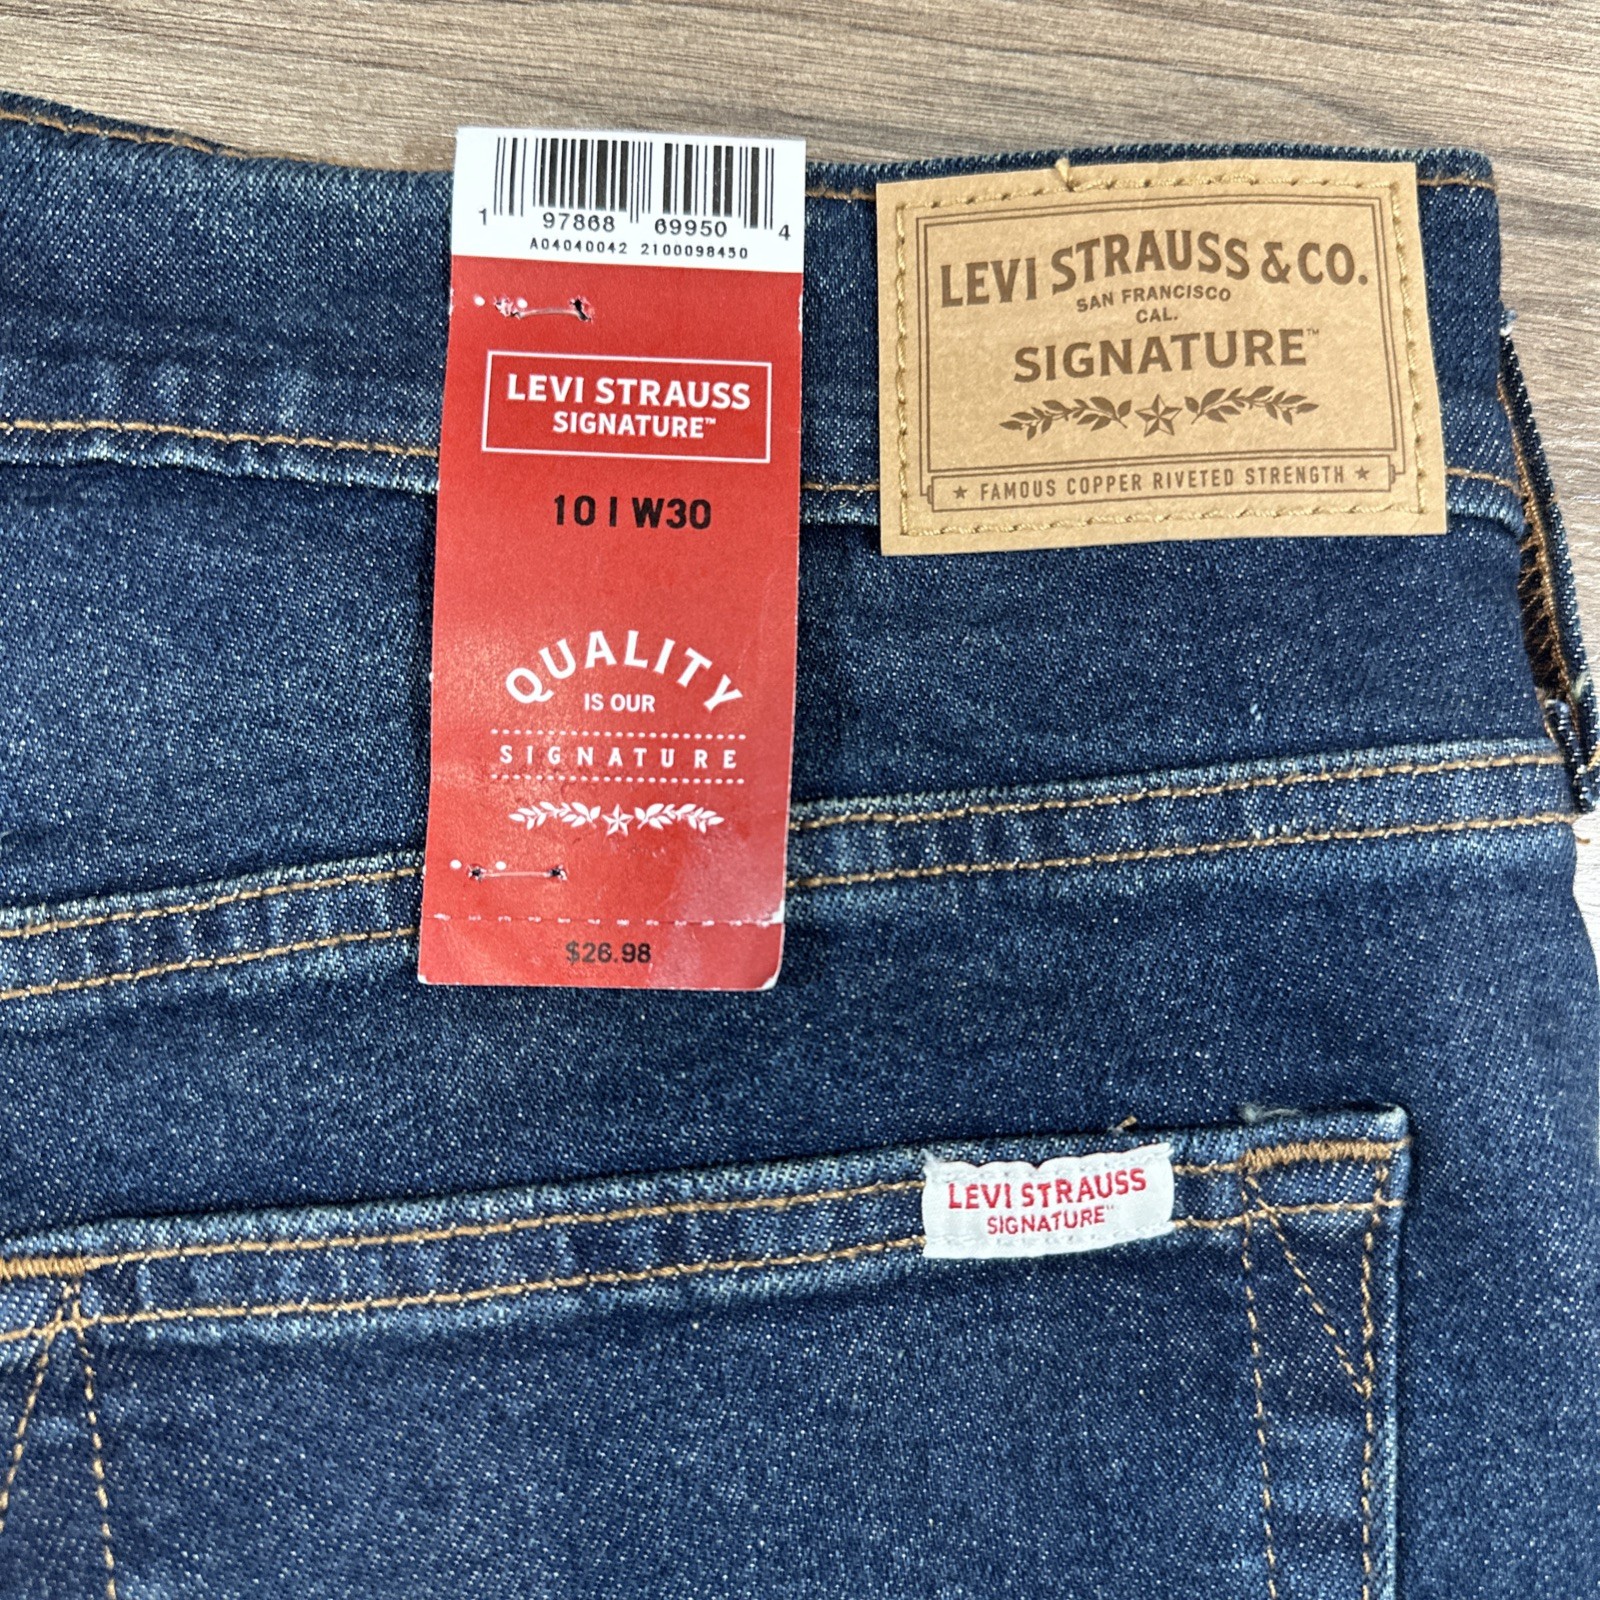 1 97868 69950 4
A04040042 2100098450
LEVI STRAUSS
SIGNATURE™
10 | W30
QUALITY
IS OUR
SIGNATURE
$26.98
LEVI STRAUSS & CO.
SAN FRANCISCO
CAL.
SIGNATURE™
★ FAMOUS COPPER RIVETED STRENGTH ★
LEVI STRAUSS
SIGNATURE™